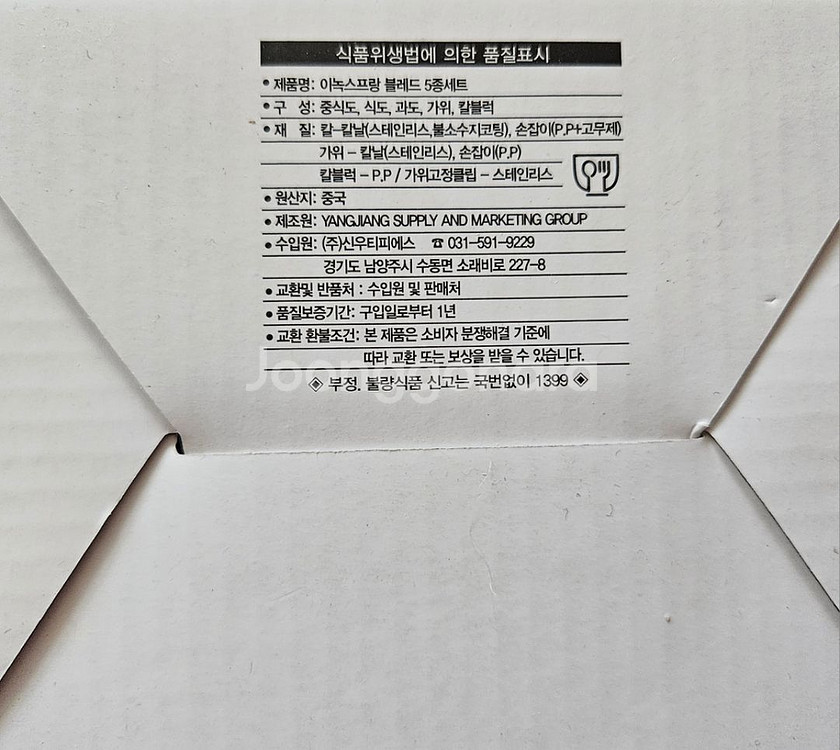 식품위생법에 의한 품질표시
• 제품명: 이녹스프랑 블레드 5종세트
• 구 성: 중식도, 식도, 과도, 가위, 칼블럭
• 재 질: 칼-칼날(스테인리스,불소수지코팅), 손잡이(P.P+고무제)
가위 - 칼날(스테인리스), 손잡이(P.P)
칼블럭 - P.P / 가위고정클립 - 스테인리스
• 원산지: 중국
• 제조원: YANGJIANG SUPPLY AND MARKETING GROUP
• 수입원: (주)신우티피에스 ☎ 031-591-9229
경기도 남양주시 수동면 소래비로 227-8
• 교환및 반품처 : 수입원 및 판매처
• 품질보증기간: 구입일로부터 1년
• 교환 환불조건: 본 제품은 소비자 분쟁해결 기준에
따라 교환 또는 보상을 받을 수 있습니다.
Joonggonara
◈ 부정, 불량식품 신고는 국번없이 1399 ◈